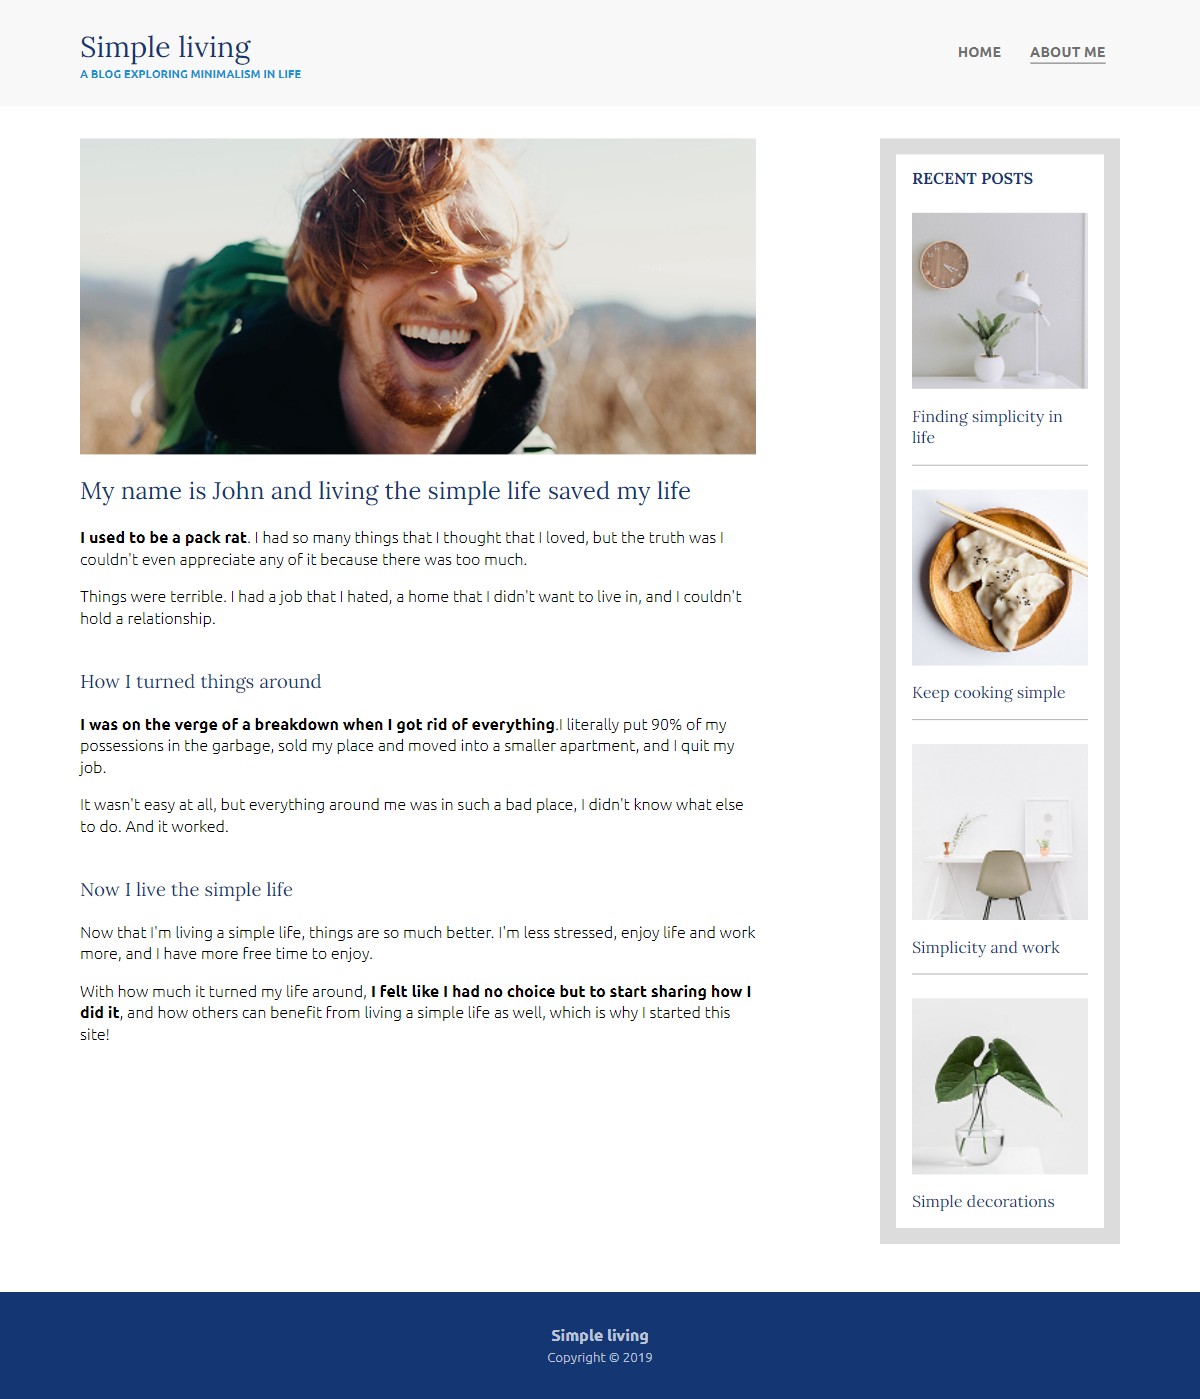 Simple living
A BLOG EXPLORING MINIMALISM IN LIFE
HOME ABOUT ME
My name is John and living the simple life saved my life
I used to be a pack rat. I had so many things that I thought that I loved, but the truth was I
couldn't even appreciate any of it because there was too much.
Things were terrible. I had a job that I hated, a home that I didn't want to live in, and I couldn't
hold a relationship.
How I turned things around
I was on the verge of a breakdown when I got rid of everything.I literally put 90% of my
possessions in the garbage, sold my place and moved into a smaller apartment, and I quit my
job.
It wasn't easy at all, but everything around me was in such a bad place, I didn't know what else
to do. And it worked.
Now I live the simple life
Now that I'm living a simple life, things are so much better. I'm less stressed, enjoy life and work
more, and I have more free time to enjoy.
With how much it turned my life around, I felt like I had no choice but to start sharing how I
did it, and how others can benefit from living a simple life as well, which is why I started this
site!
RECENT POSTS
Finding simplicity in
life
Keep cooking simple
Simplicity and work
Simple decorations
Simple living
Copyright © 2019